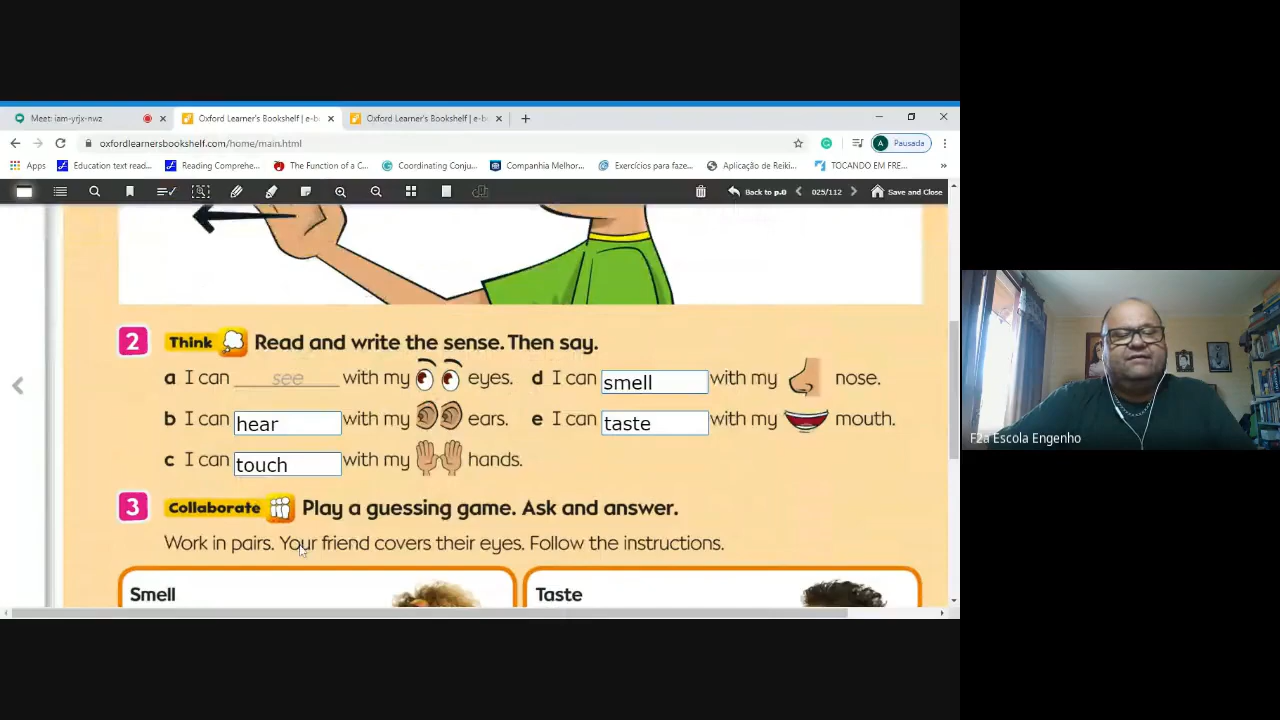 Meet: iam-yrjx-nwz
Oxford Learner's Bookshelf | e-b
Oxford Learner's Bookshelf | e-b
oxfordlearnersbookshelf.com/home/main.html
A Pausada
Apps
Education text read...
Reading Comprehe...
The Function of a C...
Coordinating Conju...
Companhia Melhor...
Exercícios para faze...
Aplicação de Reiki...
TOCANDO EM FRE...
»
Back to p.0
025/112
Save and Close
2 Think Read and write the sense. Then say.
a I can see with my eyes.
b I can hear with my ears.
c I can touch with my hands.
d I can smell with my nose.
e I can taste with my mouth.
3 Collaborate Play a guessing game. Ask and answer.
Work in pairs. Your friend covers their eyes. Follow the instructions.
Smell
Taste
F2a Escola Engenho